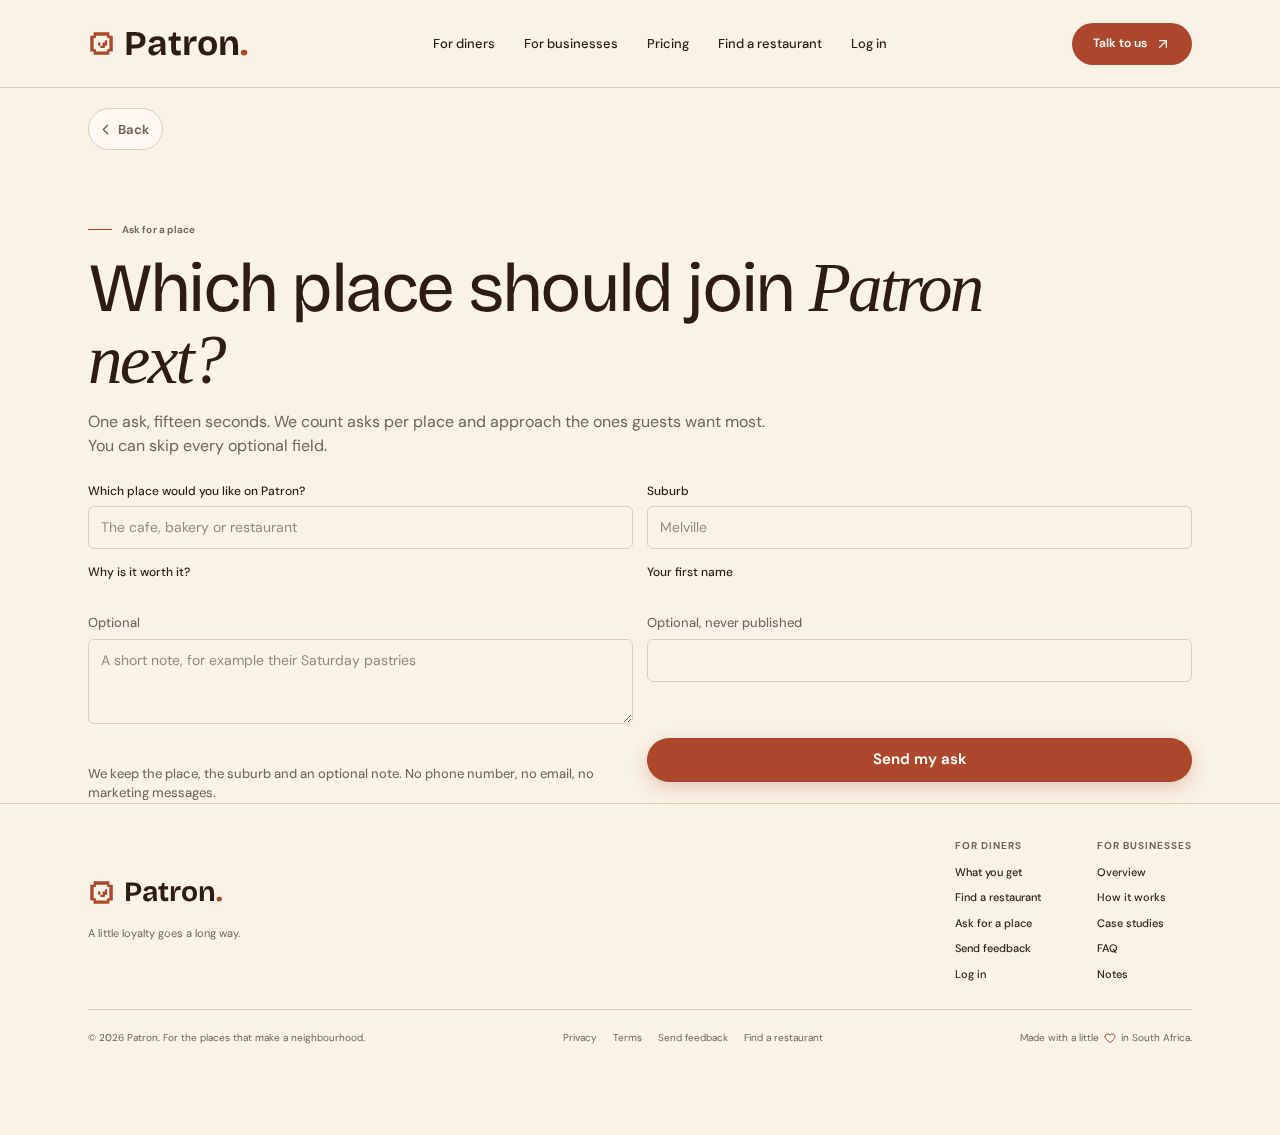 Patron.
For diners
For businesses
Pricing
Find a restaurant
Log in
Talk to us
Back
Ask for a place
Which place should join Patron
next?
One ask, fifteen seconds. We count asks per place and approach the ones guests want most.
You can skip every optional field.
Which place would you like on Patron?
The cafe, bakery or restaurant
Suburb
Melville
Why is it worth it?
Optional
A short note, for example their Saturday pastries
Your first name
Optional, never published
We keep the place, the suburb and an optional note. No phone number, no email, no
marketing messages.
Send my ask
Patron.
A little loyalty goes a long way.
FOR DINERS
What you get
Find a restaurant
Ask for a place
Send feedback
Log in
FOR BUSINESSES
Overview
How it works
Case studies
FAQ
Notes
© 2026 Patron. For the places that make a neighbourhood.
Privacy
Terms
Send feedback
Find a restaurant
Made with a little in South Africa.